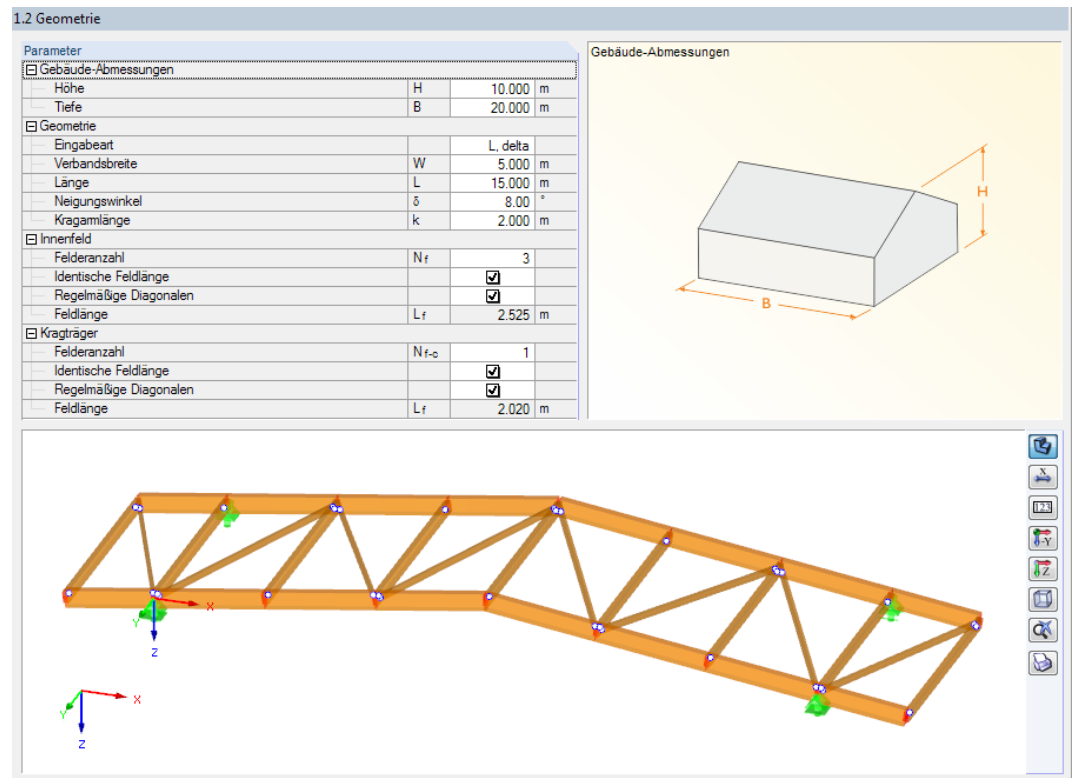 1.2 Geometrie
Parameter
Gebäude-Abmessungen
Höhe H 10.000 m
Tiefe B 20.000 m
Geometrie
Eingabeart L, delta
Verbandsbreite W 5.000 m
Länge L 15.000 m
Neigungswinkel δ 8.00 °
Kragarmlänge k 2.000 m
Innenfeld
Felderanzahl Nf 3
Identische Feldlänge
Regelmäßige Diagonalen
Feldlänge Lf 2.525 m
Kragträger
Felderanzahl Nf-c 1
Identische Feldlänge
Regelmäßige Diagonalen
Feldlänge Lf 2.020 m
Gebäude-Abmessungen
H
B
X
Y
Z
X
Y
Z
X
123
-Y
Z